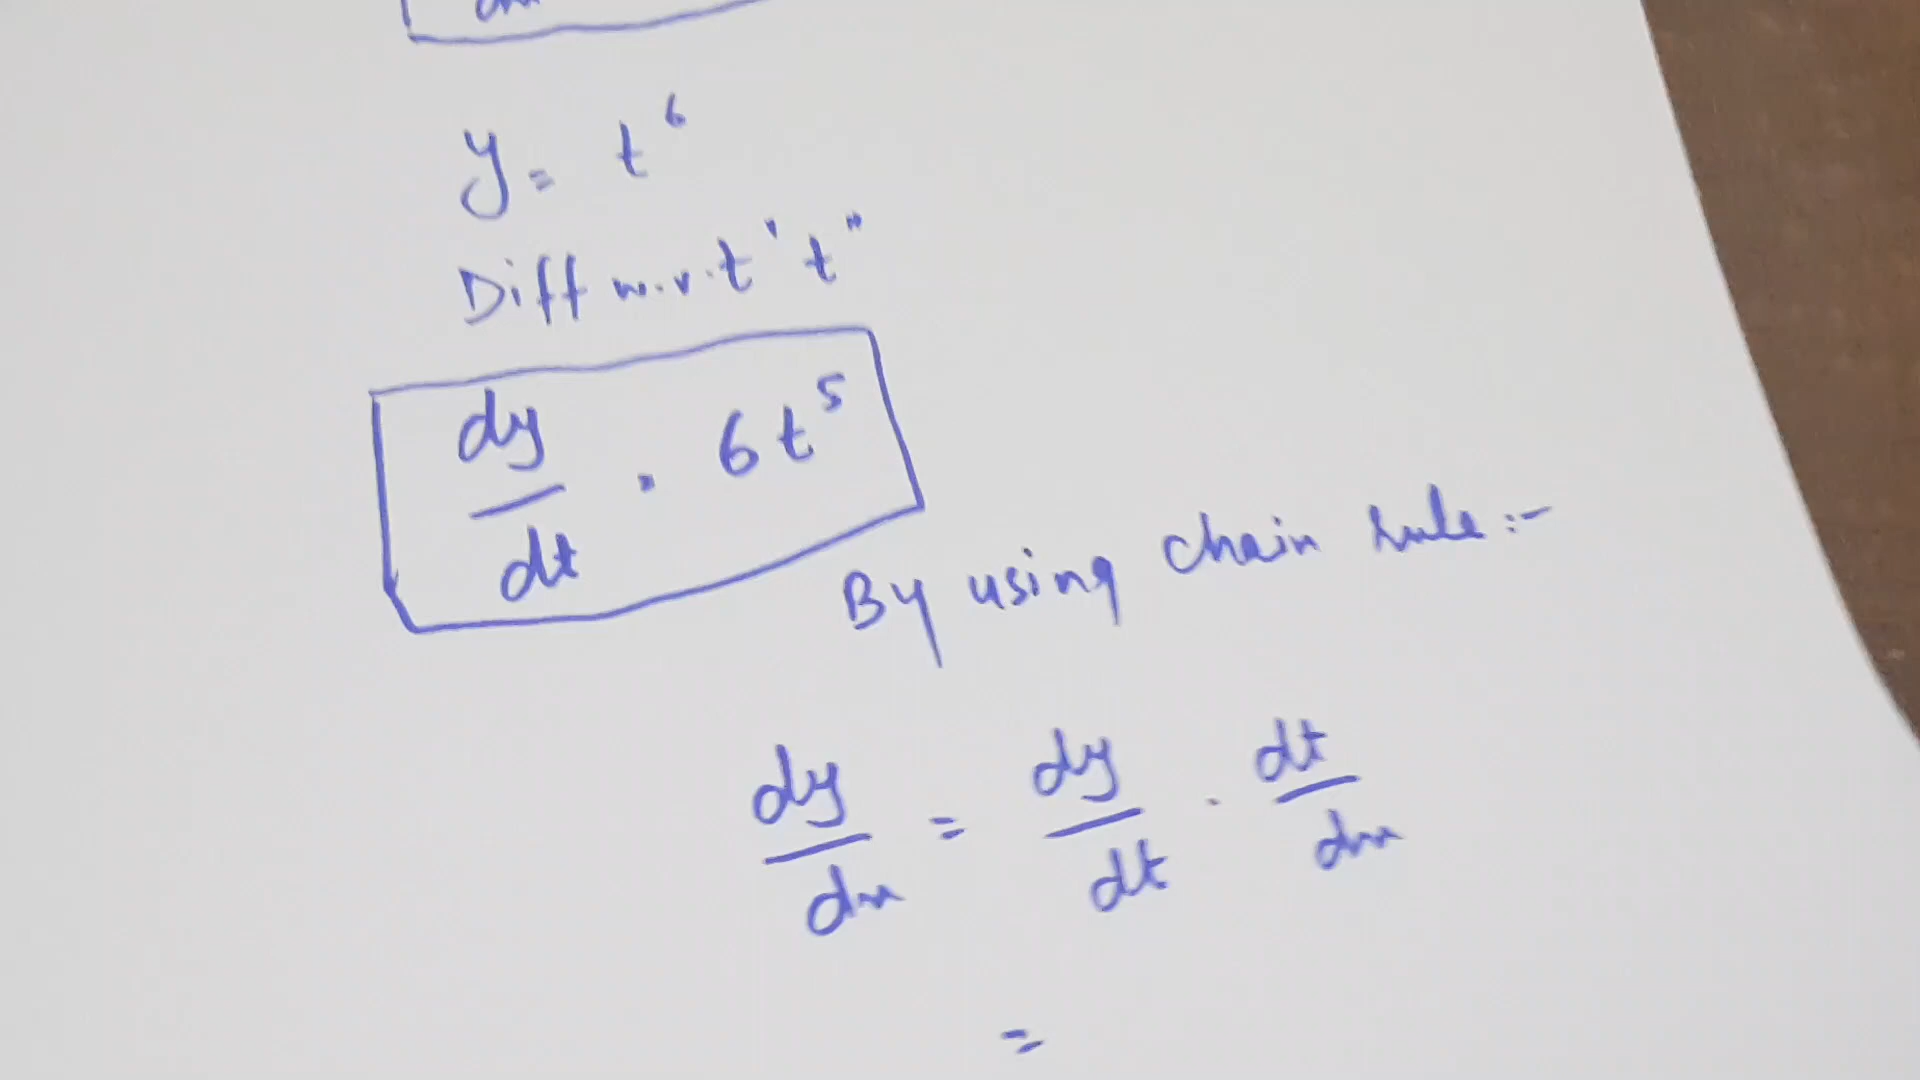 y = t⁶
Diff w.r.t "t"
dy/dt = 6t⁵
By using chain rule :-
dy/dx = dy/dt · dt/dx
=